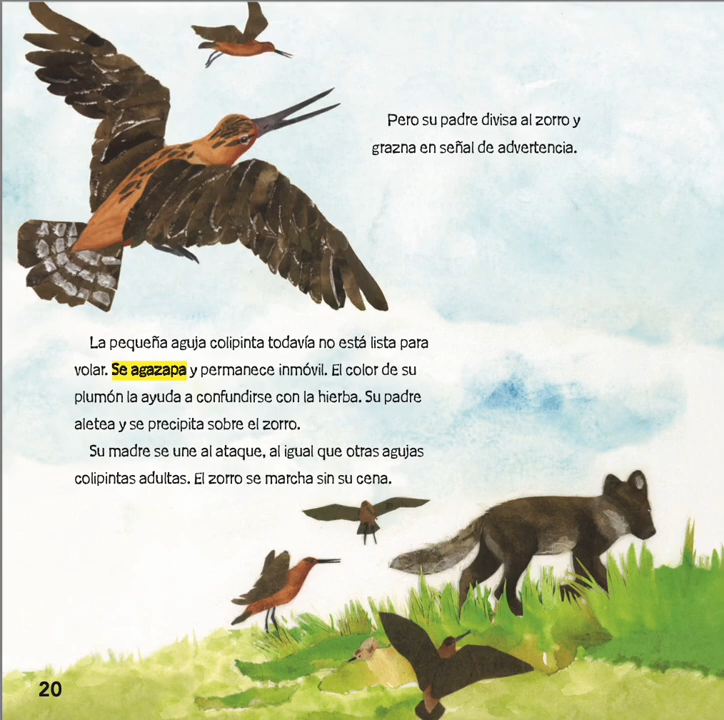 Pero su padre divisa al zorro y
grazna en señal de advertencia.
La pequeña aguja colipinta todavía no está lista para
volar. Se agazapa y permanece inmóvil. El color de su
plumón la ayuda a confundirse con la hierba. Su padre
aletea y se precipita sobre el zorro.
Su madre se une al ataque, al igual que otras agujas
colipintas adultas. El zorro se marcha sin su cena.
20